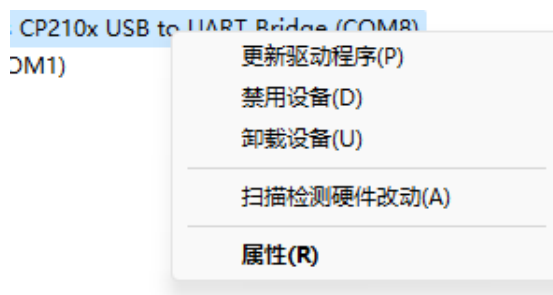 CP210x USB to UART Bridge (COM8)
OM1)
更新驱动程序(P)
禁用设备(D)
卸载设备(U)
扫描检测硬件改动(A)
属性(R)